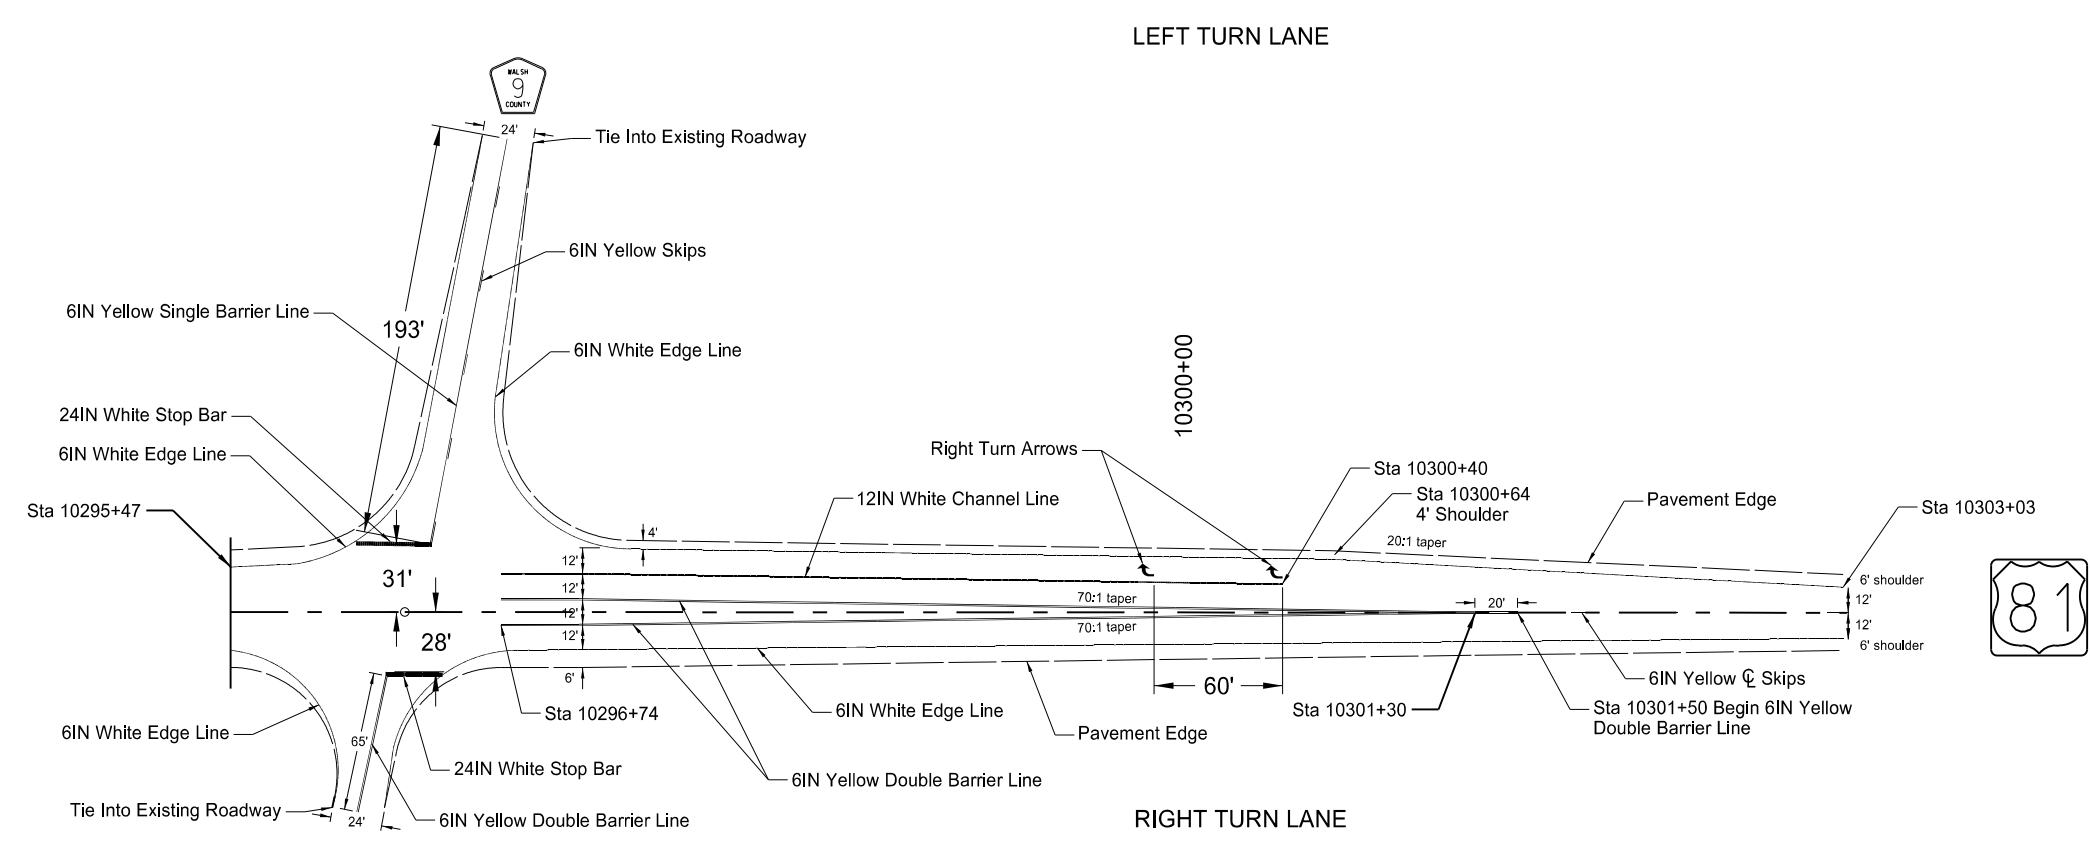 LEFT TURN LANE
WALSH
9
COUNTY
24'
Tie Into Existing Roadway
6IN Yellow Skips
6IN Yellow Single Barrier Line
193'
6IN White Edge Line
10300+00
24IN White Stop Bar
6IN White Edge Line
Right Turn Arrows
Sta 10300+40
12IN White Channel Line
Sta 10300+64
4' Shoulder
Pavement Edge
Sta 10303+03
Sta 10295+47
4'
20:1 taper
12'
31'
12'
6' shoulder
12'
70:1 taper
20'
12'
81
28'
12'
70:1 taper
12'
6' shoulder
6'
60'
6IN Yellow ℄ Skips
Sta 10296+74
6IN White Edge Line
Sta 10301+30
Sta 10301+50 Begin 6IN Yellow
Double Barrier Line
6IN White Edge Line
65'
Pavement Edge
24IN White Stop Bar
6IN Yellow Double Barrier Line
Tie Into Existing Roadway
24'
6IN Yellow Double Barrier Line
RIGHT TURN LANE